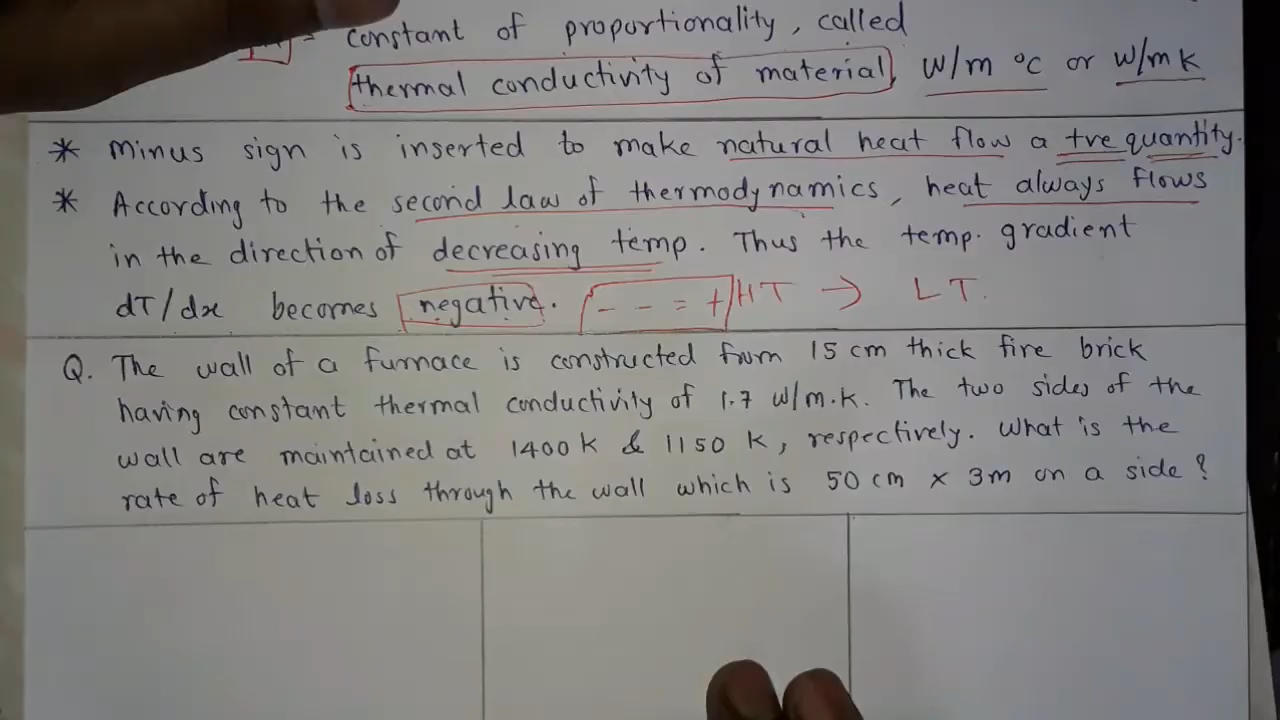 = constant of proportionality, called
thermal conductivity of material, W/m °C or W/mK
* Minus sign is inserted to make natural heat flow a +ve quantity.
* According to the second law of thermodynamics, heat always flows
in the direction of decreasing temp. Thus the temp. gradient
dT/dx becomes negative. - - = + HT → LT.
Q. The wall of a furnace is constructed from 15 cm thick fire brick
having constant thermal conductivity of 1.7 W/m.K. The two sides of the
wall are maintained at 1400K & 1150 K, respectively. What is the
rate of heat loss through the wall which is 50 cm x 3m on a side?